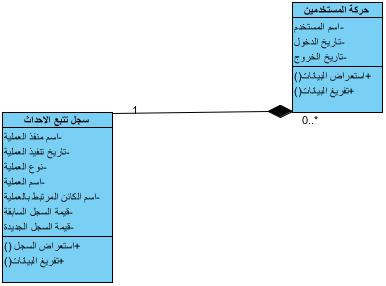 حركة المستخدمين
-اسم المستخدم
-تاريخ الدخول
-تاريخ الخروج
+استعراض البيانات()
+تفريغ البيانات()
1
0..*
سجل تتبع الاحداث
-اسم منفذ العملية
-تاريخ تنفيذ العملية
-نوع العملية
-اسم العملية
-اسم الكائن المرتبط بالعملية
-قيمة السجل السابقة
-قيمة السجل الجديدة
+استعراض السجل ()
+تفريغ البيانات()